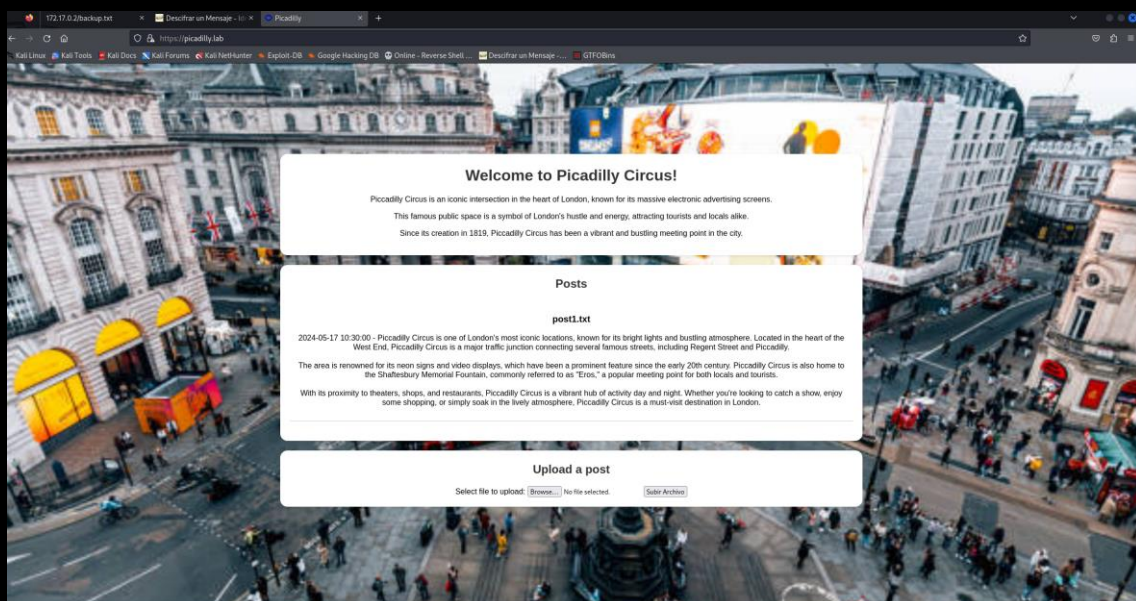 172.17.0.2/backup.txt
Descifrar un Mensaje - Id
Picadilly
https://picadilly.lab
Kali Linux
Kali Tools
Kali Docs
Kali Forums
Kali NetHunter
Exploit-DB
Google Hacking DB
Online - Reverse Shell ...
Descifrar un Mensaje -...
GTFOBins
Welcome to Picadilly Circus!
Piccadilly Circus is an iconic intersection in the heart of London, known for its massive electronic advertising screens.
This famous public space is a symbol of London's hustle and energy, attracting tourists and locals alike.
Since its creation in 1819, Piccadilly Circus has been a vibrant and bustling meeting point in the city.
Posts
post1.txt
2024-05-17 10:30:00 - Piccadilly Circus is one of London's most iconic locations, known for its bright lights and bustling atmosphere. Located in the heart of the
West End, Piccadilly Circus is a major traffic junction connecting several famous streets, including Regent Street and Piccadilly.
The area is renowned for its neon signs and video displays, which have been a prominent feature since the early 20th century. Piccadilly Circus is also home to
the Shaftesbury Memorial Fountain, commonly referred to as "Eros," a popular meeting point for both locals and tourists.
With its proximity to theaters, shops, and restaurants, Piccadilly Circus is a vibrant hub of activity day and night. Whether you're looking to catch a show, enjoy
some shopping, or simply soak in the lively atmosphere, Piccadilly Circus is a must-visit destination in London.
Upload a post
Select file to upload: Browse... No file selected. Subir Archivo